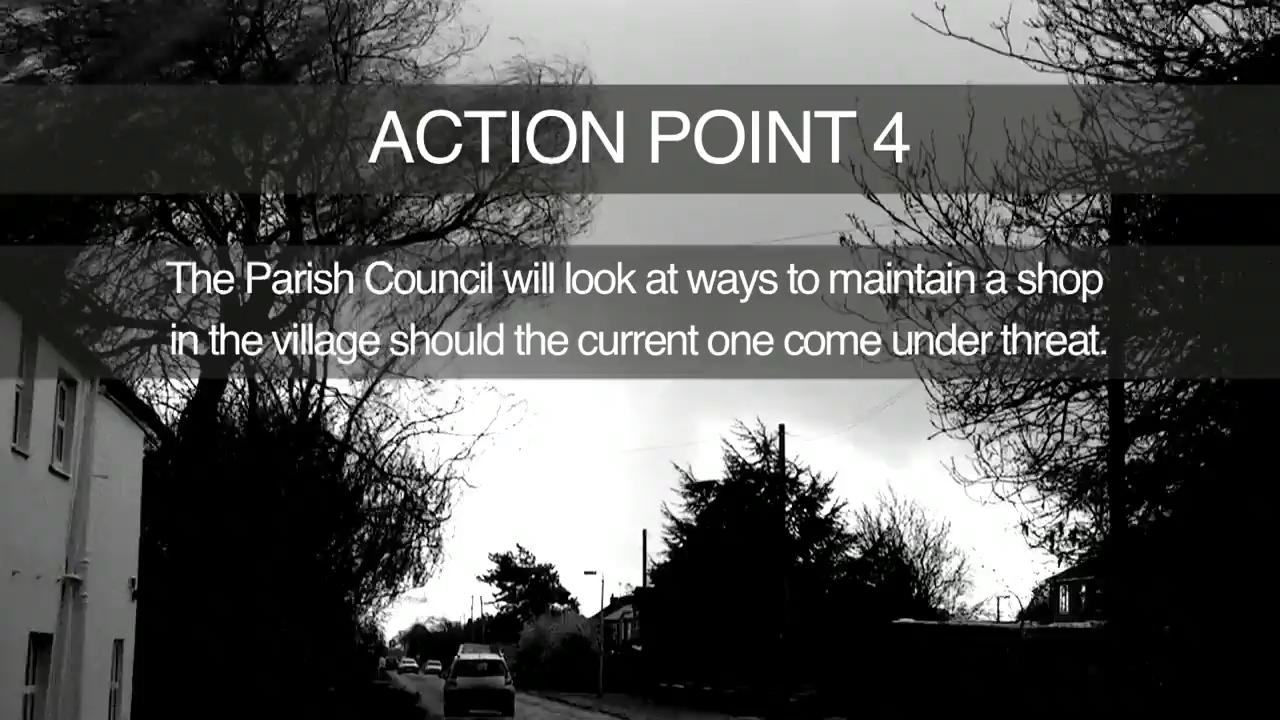 ACTION POINT 4
The Parish Council will look at ways to maintain a shop
in the village should the current one come under threat.